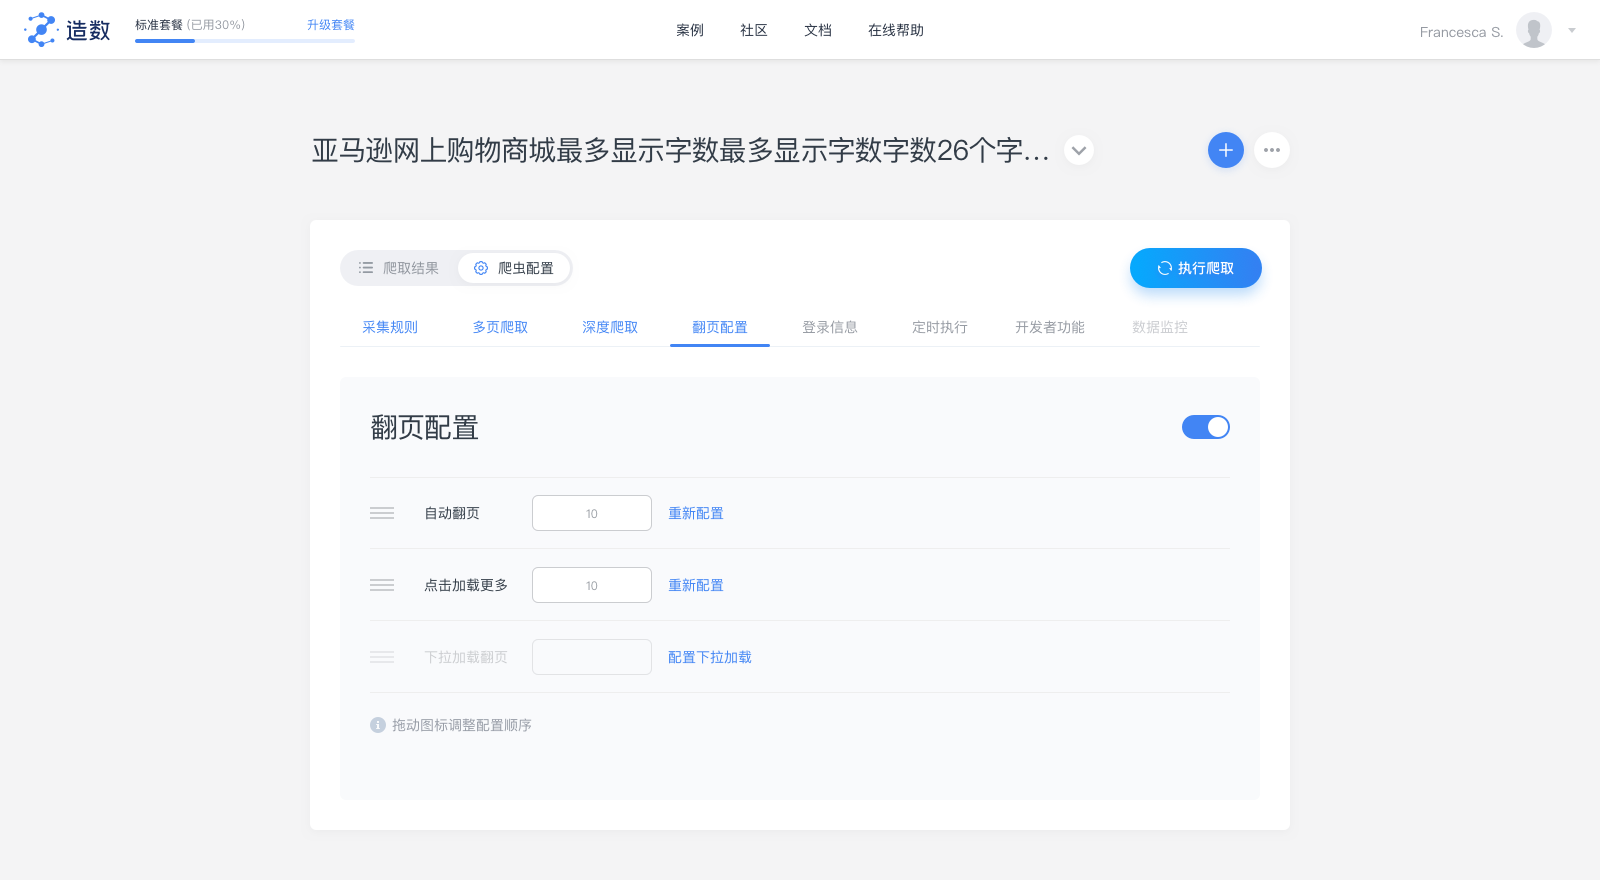 造数 标准套餐 (已用30%) 升级套餐 案例 社区 文档 在线帮助 Francesca S.
亚马逊网上购物商城最多显示字数最多显示字数字数26个字...
爬取结果 爬虫配置 执行爬取
采集规则 多页爬取 深度爬取 翻页配置 登录信息 定时执行 开发者功能 数据监控
翻页配置
自动翻页 10 重新配置
点击加载更多 10 重新配置
下拉加载翻页 配置下拉加载
拖动图标调整配置顺序